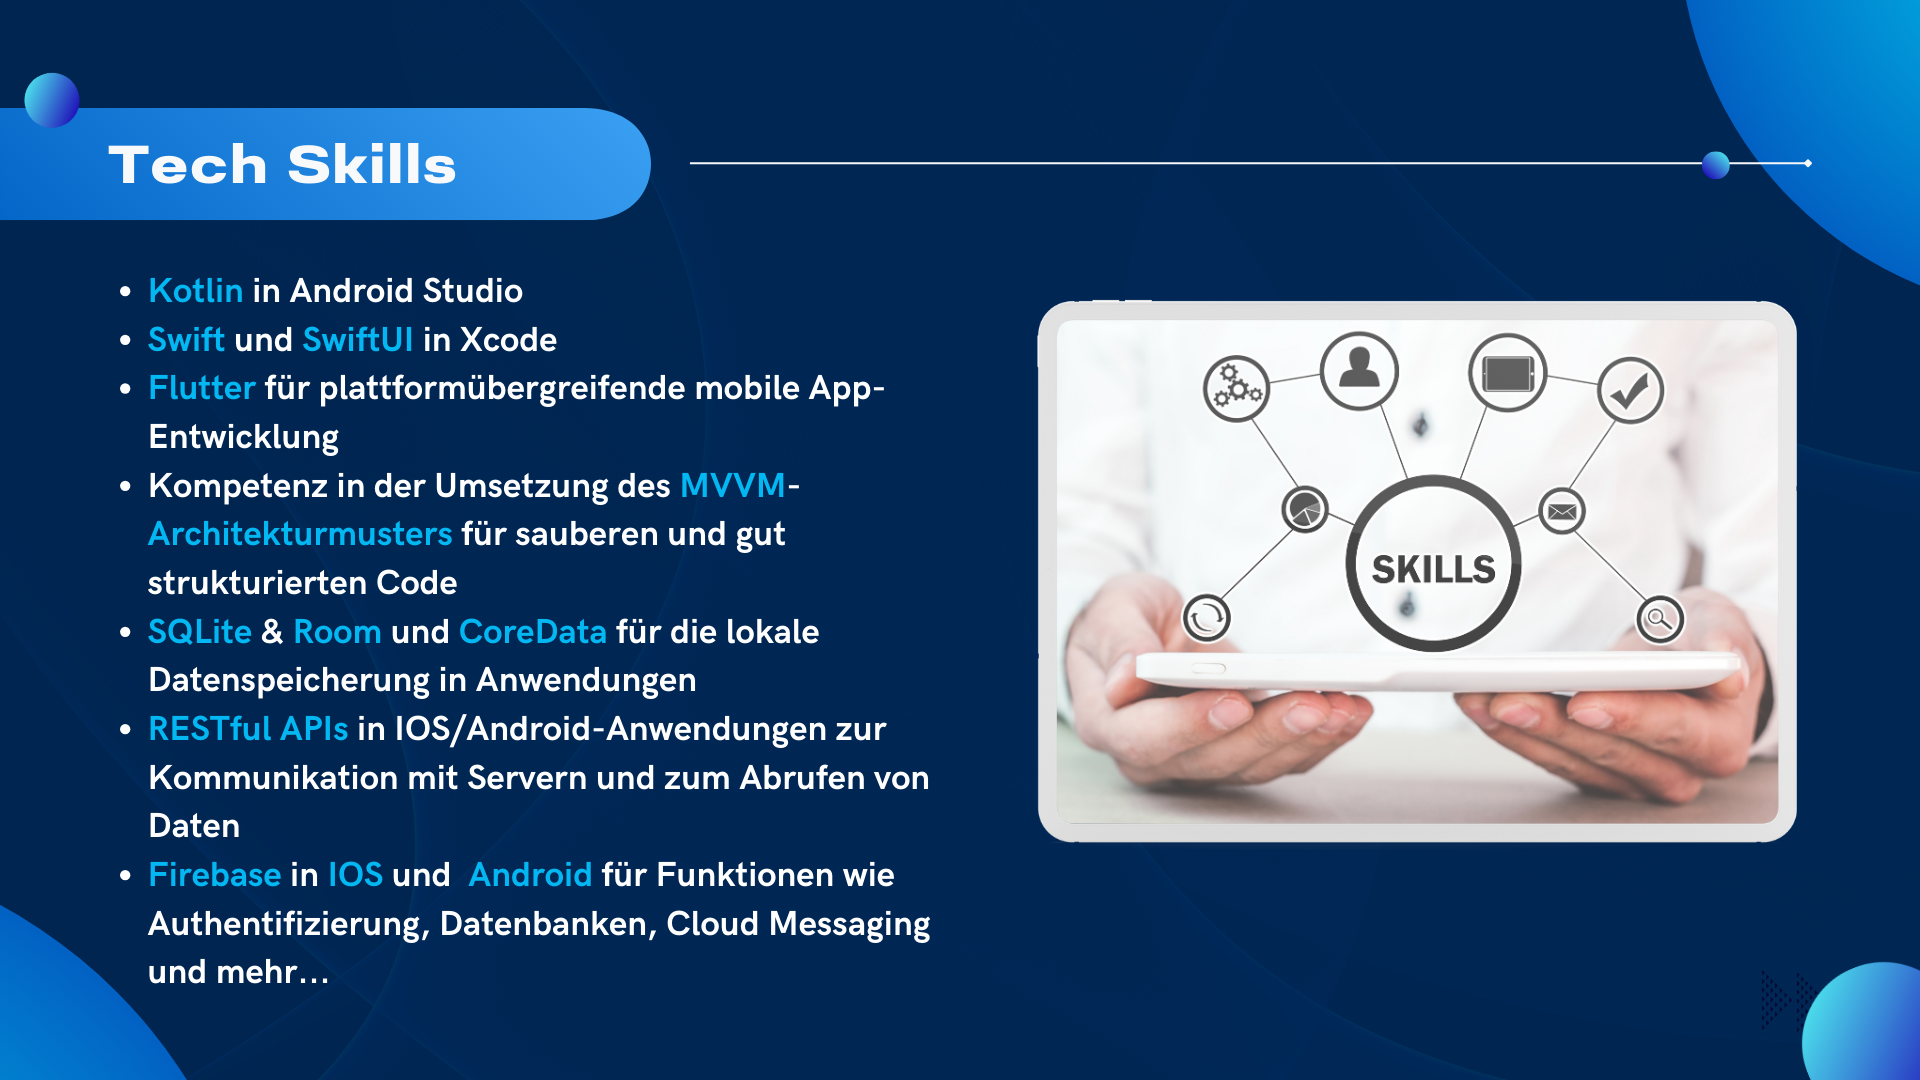 Tech Skills
• Kotlin in Android Studio
• Swift und SwiftUI in Xcode
• Flutter für plattformübergreifende mobile App-
Entwicklung
• Kompetenz in der Umsetzung des MVVM-
Architekturmusters für sauberen und gut
strukturierten Code
• SQLite & Room und CoreData für die lokale
Datenspeicherung in Anwendungen
• RESTful APIs in IOS/Android-Anwendungen zur
Kommunikation mit Servern und zum Abrufen von
Daten
• Firebase in IOS und  Android für Funktionen wie
Authentifizierung, Datenbanken, Cloud Messaging
und mehr...
SKILLS